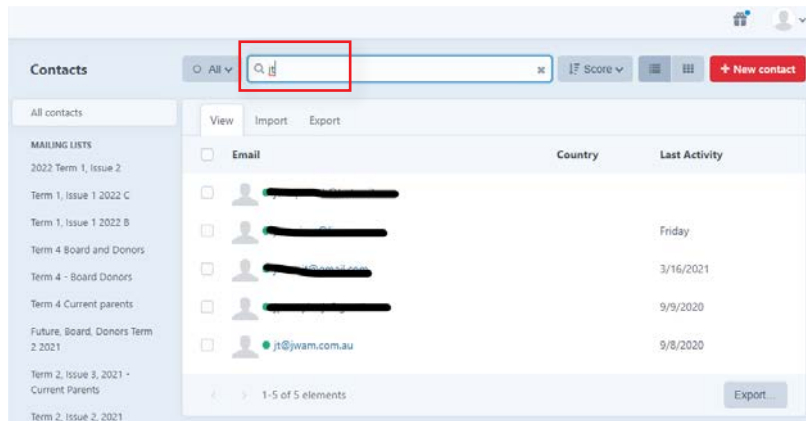 Contacts
All
jt
Score
+ New contact
All contacts
MAILING LISTS
2022 Term 1, Issue 2
Term 1, Issue 1 2022 C
Term 1, Issue 1 2022 B
Term 4 Board and Donors
Term 4 - Board Donors
Term 4 Current parents
Future, Board, Donors Term
2 2021
Term 2, Issue 3, 2021 -
Current Parents
Term 2, Issue 2, 2021
View Import Export
Email Country Last Activity
Friday
3/16/2021
9/9/2020
jt@jwam.com.au 9/8/2020
1-5 of 5 elements
Export...